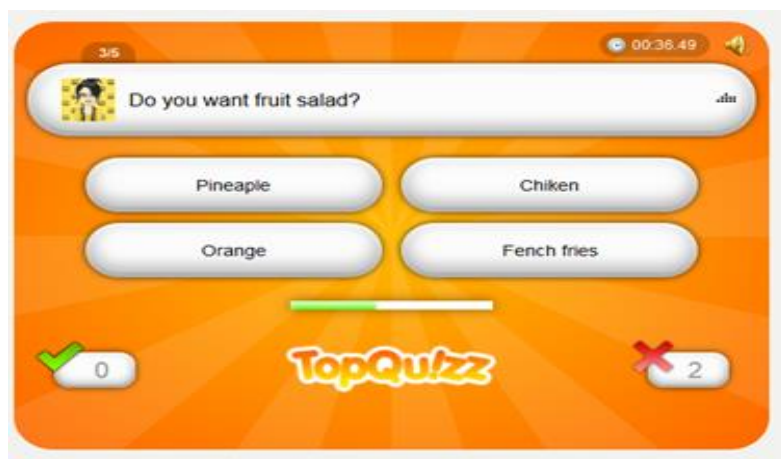 3/5
00:36.49
Do you want fruit salad?
Pineaple
Chiken
Orange
Fench fries
0
TopQuizz
2